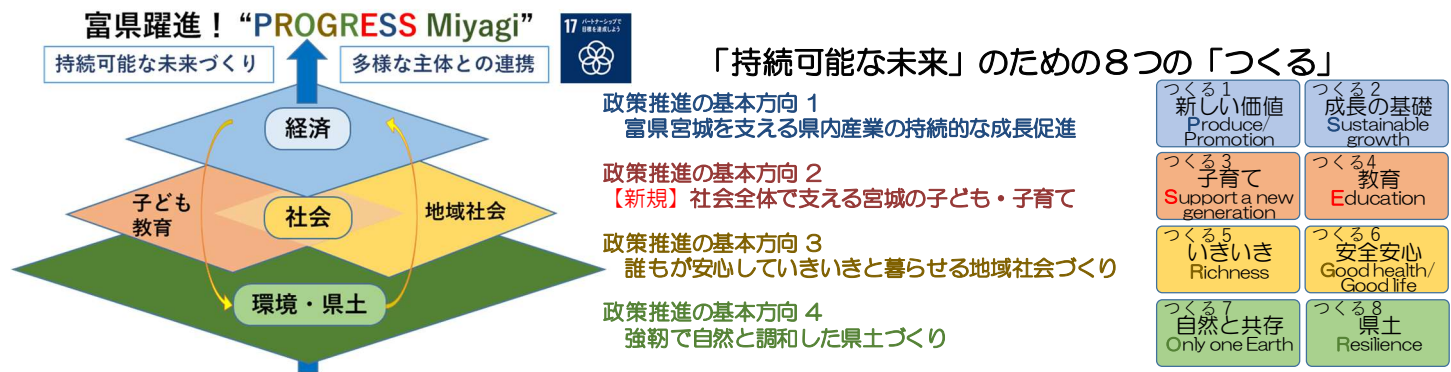 富県躍進！“PROGRESS Miyagi”
持続可能な未来づくり
多様な主体との連携
17 パートナーシップで
目標を達成しよう
経済
子ども
教育
社会
地域社会
環境・県土
「持続可能な未来」のための８つの「つくる」
政策推進の基本方向 1
富県宮城を支える県内産業の持続的な成長促進
政策推進の基本方向 2
【新規】社会全体で支える宮城の子ども・子育て
政策推進の基本方向 3
誰もが安心していきいきと暮らせる地域社会づくり
政策推進の基本方向 4
強靭で自然と調和した県土づくり
つくる 1
新しい価値
Produce/
Promotion
つくる 2
成長の基礎
Sustainable
growth
つくる 3
子育て
Support a new
generation
つくる4
教育
Education
つくる 5
いきいき
Richness
つくる 6
安全安心
Good health/
Good life
つくる 7
自然と共存
Only one Earth
つくる 8
県土
Resilience